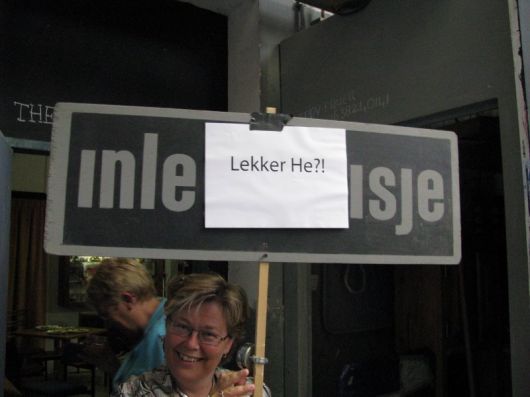 THE
inle
Lekker He?!
isje